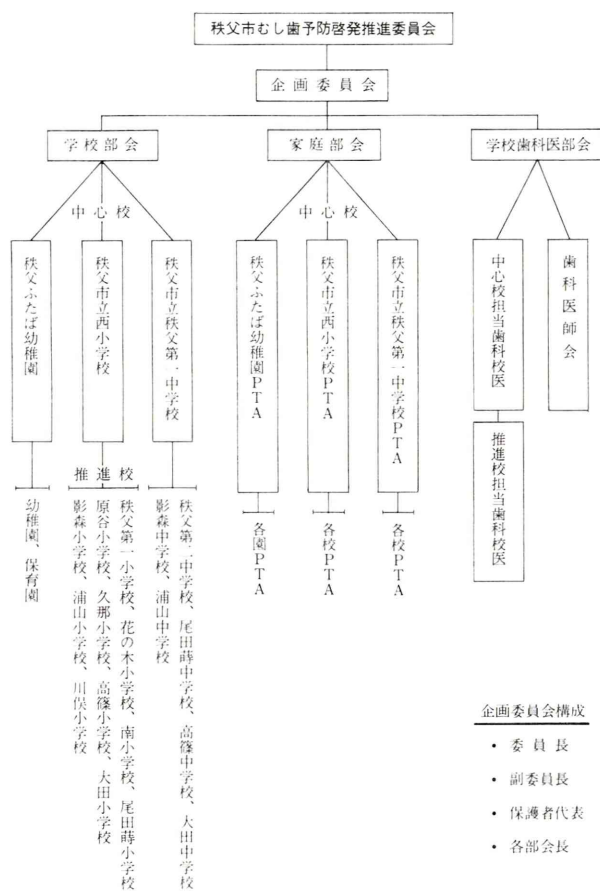 秩父市むし歯予防啓発推進委員会
企画委員会
学校部会
家庭部会
学校歯科医部会
中心校
中心校
秩父ふたば幼稚園
秩父市立西小学校
秩父市立秩父第一中学校
秩父ふたば幼稚園PTA
秩父市立西小学校PTA
秩父市立秩父第一中学校PTA
中心校担当歯科校医
歯科医師会
推進校担当歯科校医
推進校
幼稚園、保育園
秩父第一小学校、花の木小学校、南小学校、尾田蒔小学校
原谷小学校、久那小学校、高篠小学校、大田小学校
影森小学校、浦山小学校、川俣小学校
秩父第二中学校、尾田蒔中学校、高篠中学校、大田中学校
影森中学校、浦山中学校
各園PTA
各校PTA
各校PTA
企画委員会構成
・ 委員長
・ 副委員長
・ 保護者代表
・ 各部会長